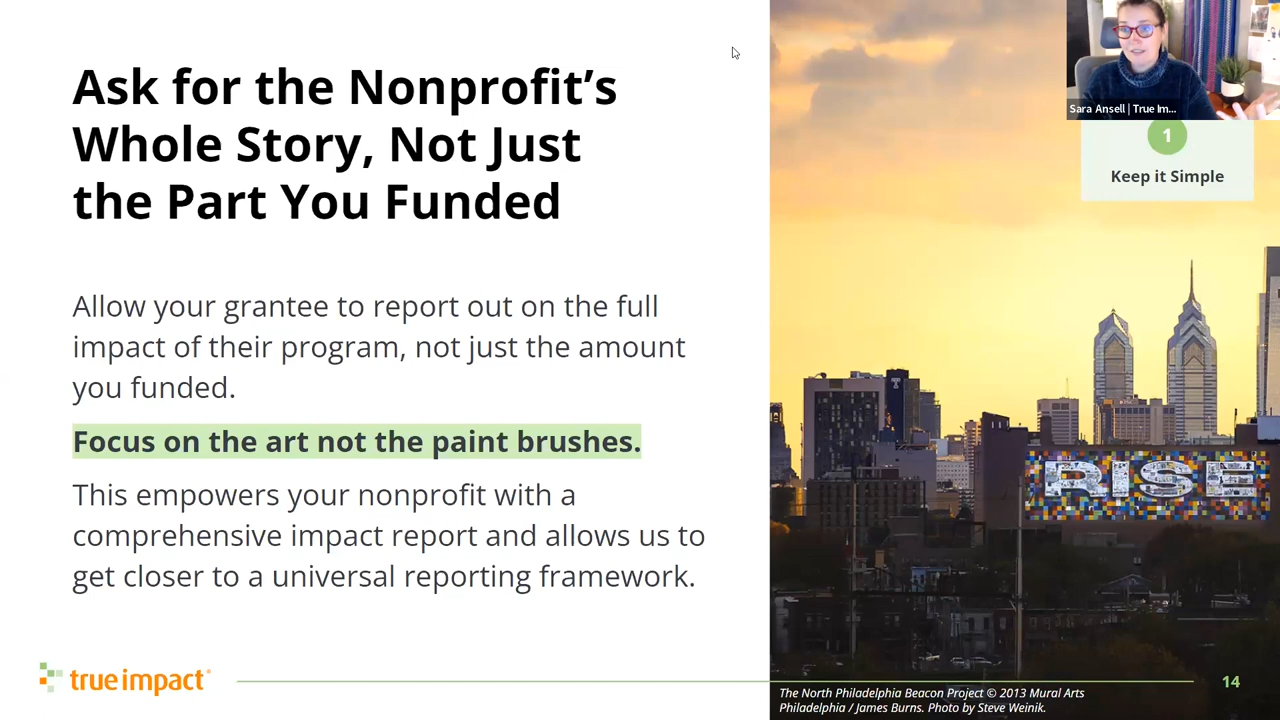 Ask for the Nonprofit's
Whole Story, Not Just
the Part You Funded
Allow your grantee to report out on the full
impact of their program, not just the amount
you funded.
Focus on the art not the paint brushes.
This empowers your nonprofit with a
comprehensive impact report and allows us to
get closer to a universal reporting framework.
Sara Ansell | True Im...
1
Keep it Simple
T
RISE
true impact®
14
The North Philadelphia Beacon Project © 2013 Mural Arts
Philadelphia / James Burns. Photo by Steve Weinik.